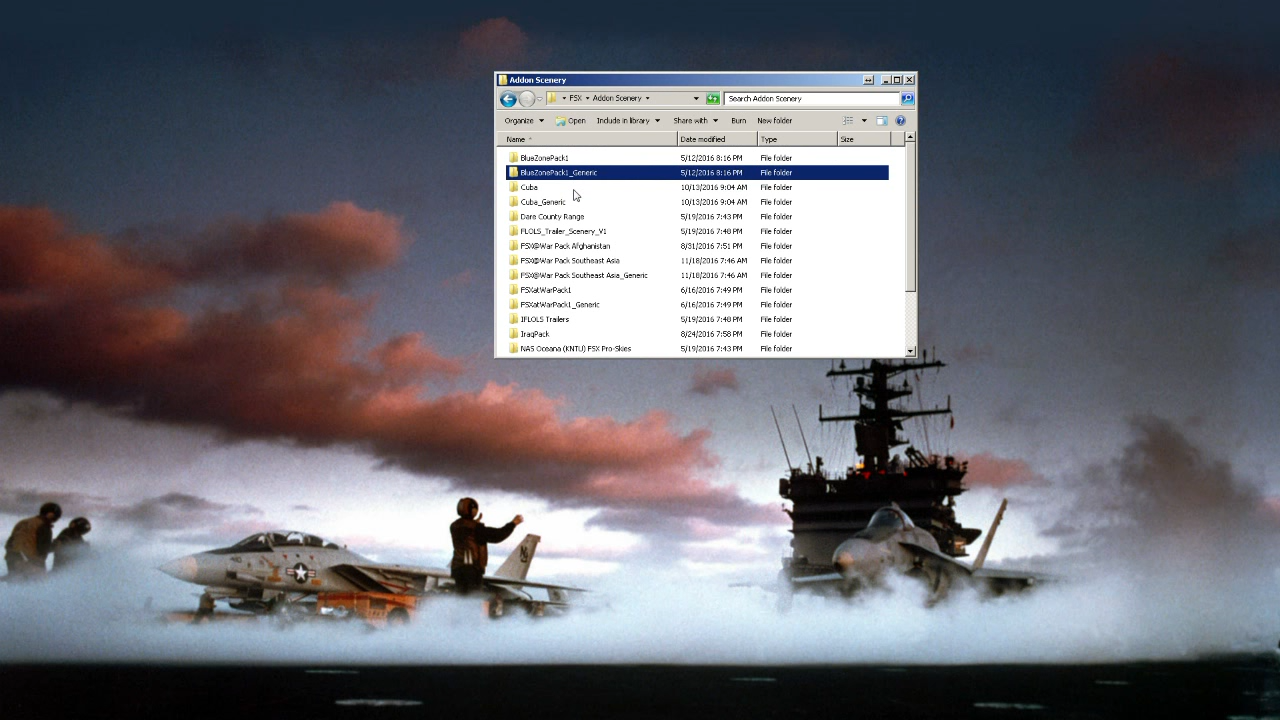 Addon Scenery
FSX Addon Scenery Search Addon Scenery
Organize Open Include in library Share with Burn New folder
Name Date modified Type Size
BlueZonePack1 5/12/2016 8:16 PM File folder
BlueZonePack1_Generic 5/12/2016 8:16 PM File folder
Cuba 10/13/2016 9:04 AM File folder
Cuba_Generic 10/13/2016 9:04 AM File folder
Dare County Range 5/19/2016 7:43 PM File folder
FLOLS_Trailer_Scenery_V1 5/19/2016 7:48 PM File folder
FSX@War Pack Afghanistan 8/31/2016 7:51 PM File folder
FSX@War Pack Southeast Asia 11/18/2016 7:46 AM File folder
FSX@War Pack Southeast Asia_Generic 11/18/2016 7:46 AM File folder
FSXatWarPack1 6/16/2016 7:49 PM File folder
FSXatWarPack1_Generic 6/16/2016 7:49 PM File folder
IFLOLS Trailers 5/19/2016 7:48 PM File folder
IraqPack 8/24/2016 7:58 PM File folder
NAS Oceana (KNTU) FSX Pro-Skies 5/19/2016 7:43 PM File folder